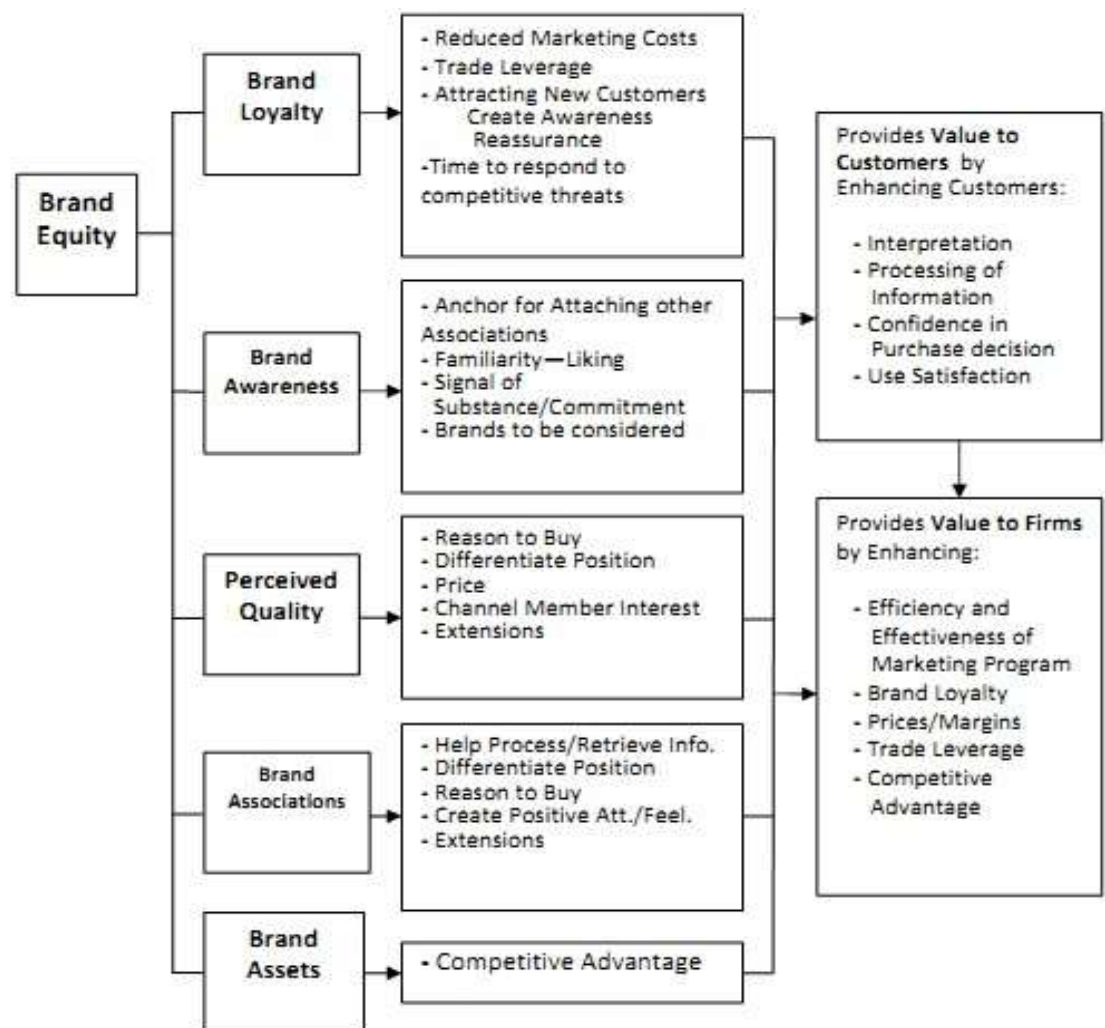 Brand
Equity
Brand
Loyalty
- Reduced Marketing Costs
- Trade Leverage
- Attracting New Customers
Create Awareness
Reassurance
-Time to respond to
competitive threats
Brand
Awareness
- Anchor for Attaching other
Associations
- Familiarity—Liking
- Signal of
Substance/Commitment
- Brands to be considered
Perceived
Quality
- Reason to Buy
- Differentiate Position
- Price
- Channel Member Interest
- Extensions
Brand
Associations
- Help Process/Retrieve Info.
- Differentiate Position
- Reason to Buy
- Create Positive Att./Feel.
- Extensions
Brand
Assets
- Competitive Advantage
Provides Value to
Customers by
Enhancing Customers:
- Interpretation
- Processing of
Information
- Confidence in
Purchase decision
- Use Satisfaction
Provides Value to Firms
by Enhancing:
- Efficiency and
Effectiveness of
Marketing Program
- Brand Loyalty
- Prices/Margins
- Trade Leverage
- Competitive
Advantage